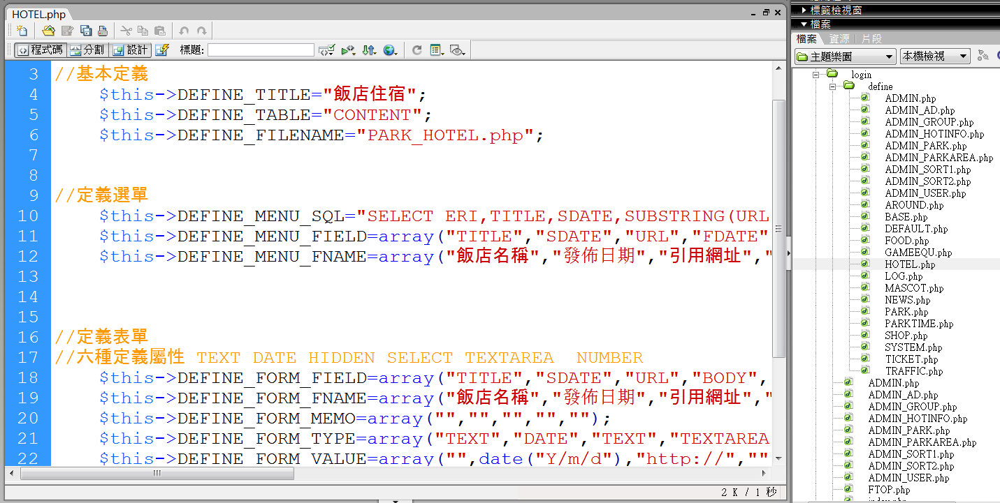 HOTEL.php
程式碼 分割 設計 標題:
3 //基本定義
4 $this->DEFINE_TITLE="飯店住宿";
5 $this->DEFINE_TABLE="CONTENT";
6 $this->DEFINE_FILENAME="PARK_HOTEL.php";
7
8
9 //定義選單
10 $this->DEFINE_MENU_SQL="SELECT ERI,TITLE,SDATE,SUBSTRING(URL
11 $this->DEFINE_MENU_FIELD=array("TITLE","SDATE","URL","FDATE"
12 $this->DEFINE_MENU_FNAME=array("飯店名稱","發佈日期","引用網址","
13
14
15
16 //定義表單
17 //六種定義屬性 TEXT DATE HIDDEN SELECT TEXTAREA  NUMBER
18 $this->DEFINE_FORM_FIELD=array("TITLE","SDATE","URL","BODY",
19 $this->DEFINE_FORM_FNAME=array("飯店名稱","發佈日期","引用網址","
20 $this->DEFINE_FORM_MEMO=array("","","","","");
21 $this->DEFINE_FORM_TYPE=array("TEXT","DATE","TEXT","TEXTAREA
22 $this->DEFINE_FORM_VALUE=array("",date("Y/m/d"),"http://",""
2 K / 1 秒
標籤檢視窗
檔案
檔案 資源 片段
主題樂園 本機檢視
login
define
ADMIN.php
ADMIN_AD.php
ADMIN_GROUP.php
ADMIN_HOTINFO.php
ADMIN_PARK.php
ADMIN_PARKAREA.php
ADMIN_SORT1.php
ADMIN_SORT2.php
ADMIN_USER.php
AROUND.php
BASE.php
DEFAULT.php
FOOD.php
GAMEEQU.php
HOTEL.php
LOG.php
MASCOT.php
NEWS.php
PARK.php
PARKTIME.php
SHOP.php
SYSTEM.php
TICKET.php
TRAFFIC.php
ADMIN.php
ADMIN_AD.php
ADMIN_GROUP.php
ADMIN_HOTINFO.php
ADMIN_PARK.php
ADMIN_PARKAREA.php
ADMIN_SORT1.php
ADMIN_SORT2.php
ADMIN_USER.php
FTOP.php